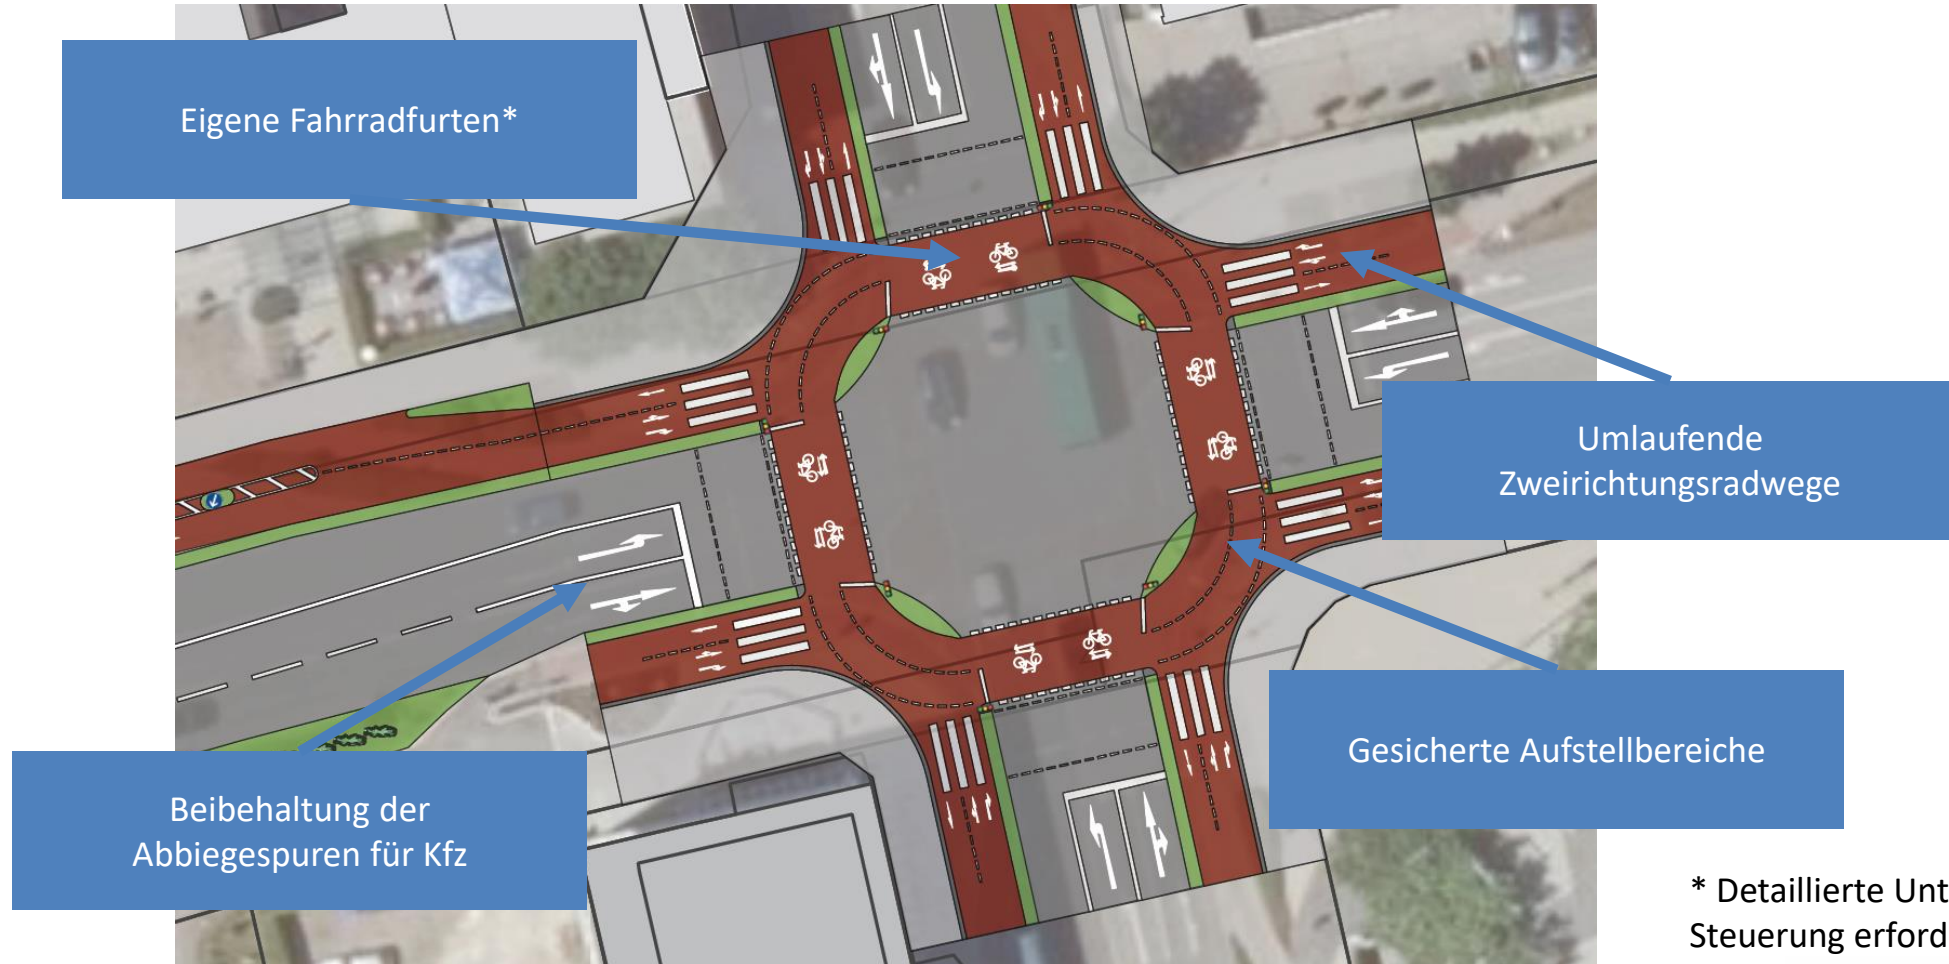 Eigene Fahrradfurten*
Umlaufende
Zweirichtungsradwege
Gesicherte Aufstellbereiche
Beibehaltung der
Abbiegespuren für Kfz
* Detaillierte Unt
Steuerung erford